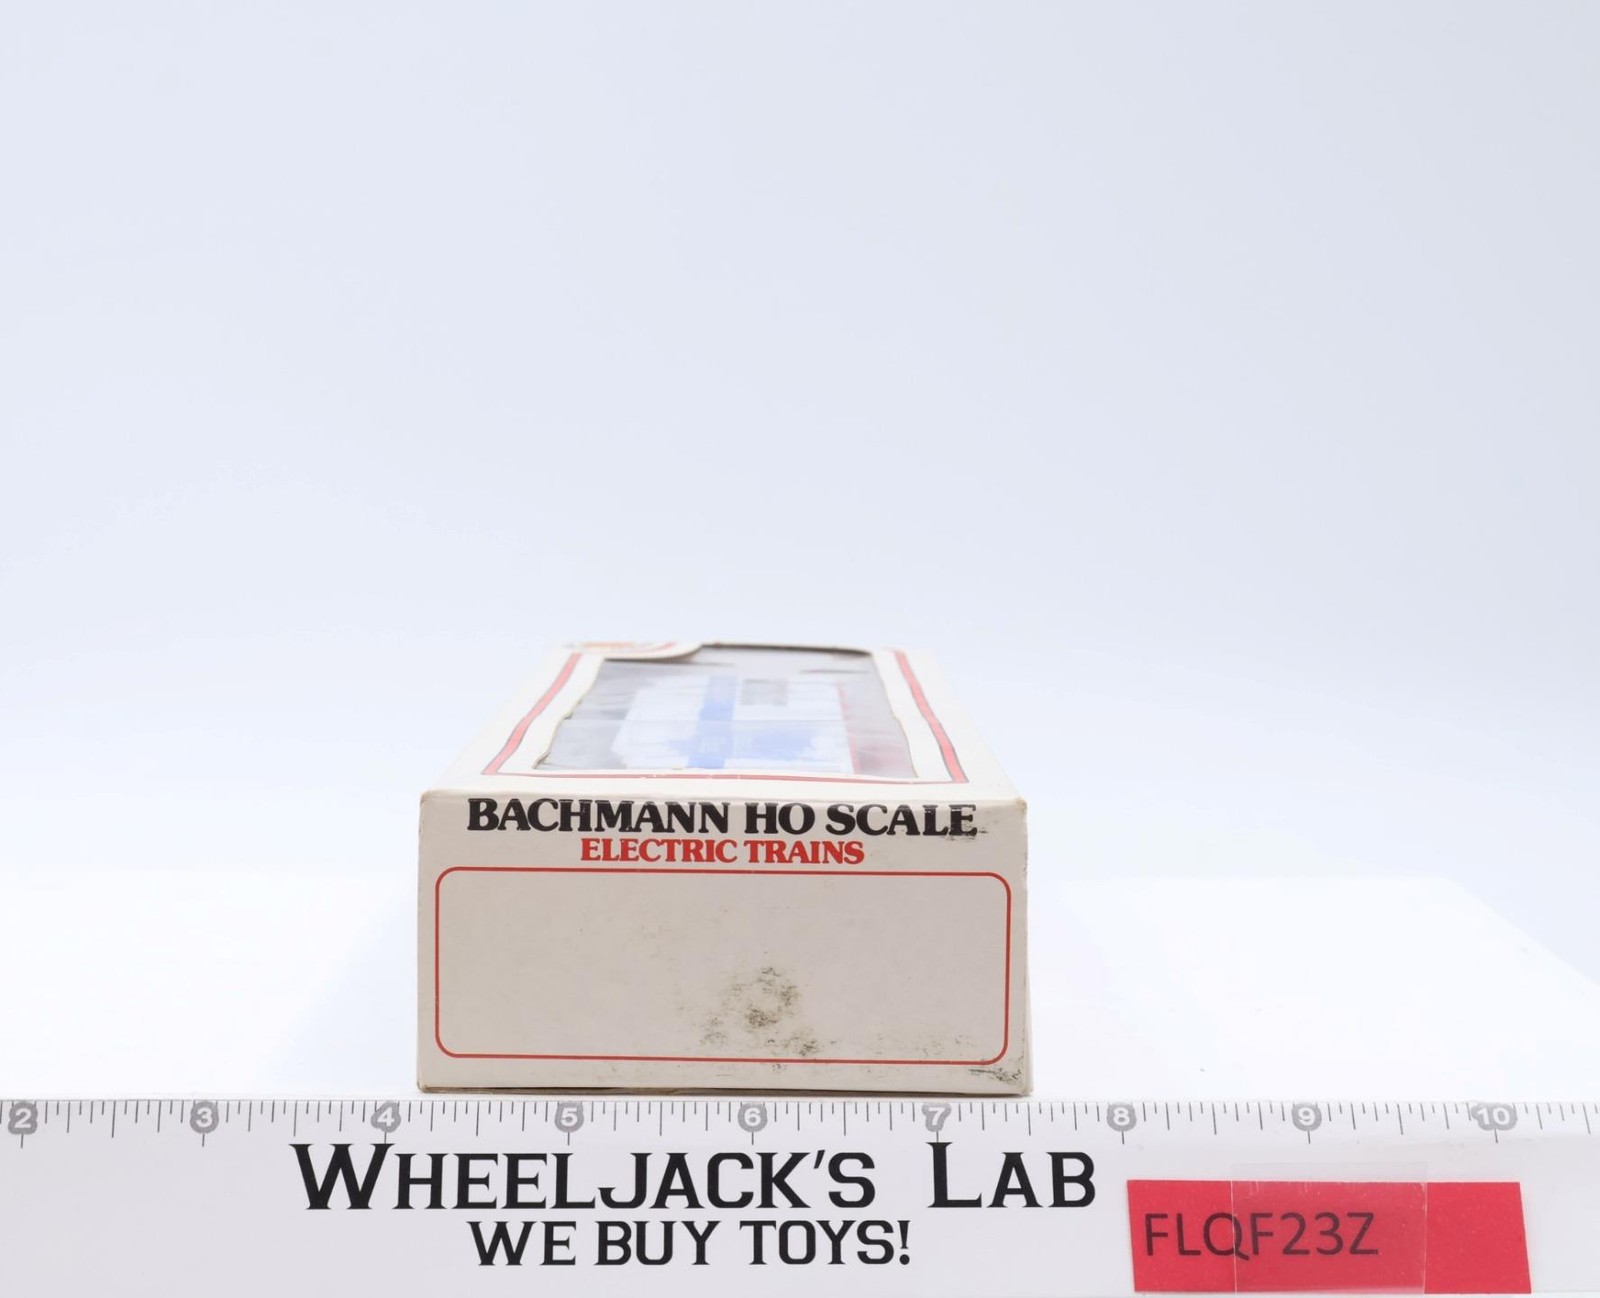 BACHMANN HO SCALE
ELECTRIC TRAINS
2 3 4 5 6 7 8 9 10
WHEELJACK'S LAB
WE BUY TOYS!
FLQF23Z